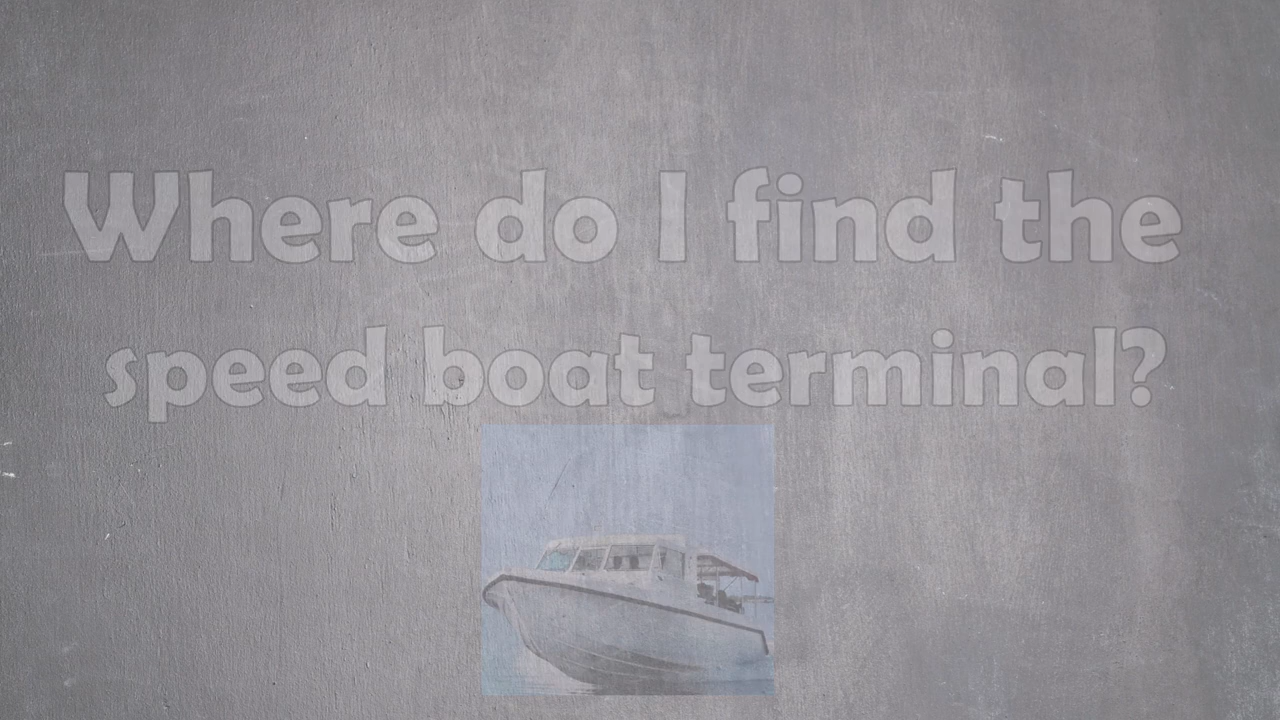 Where do I find the
speed boat terminal?